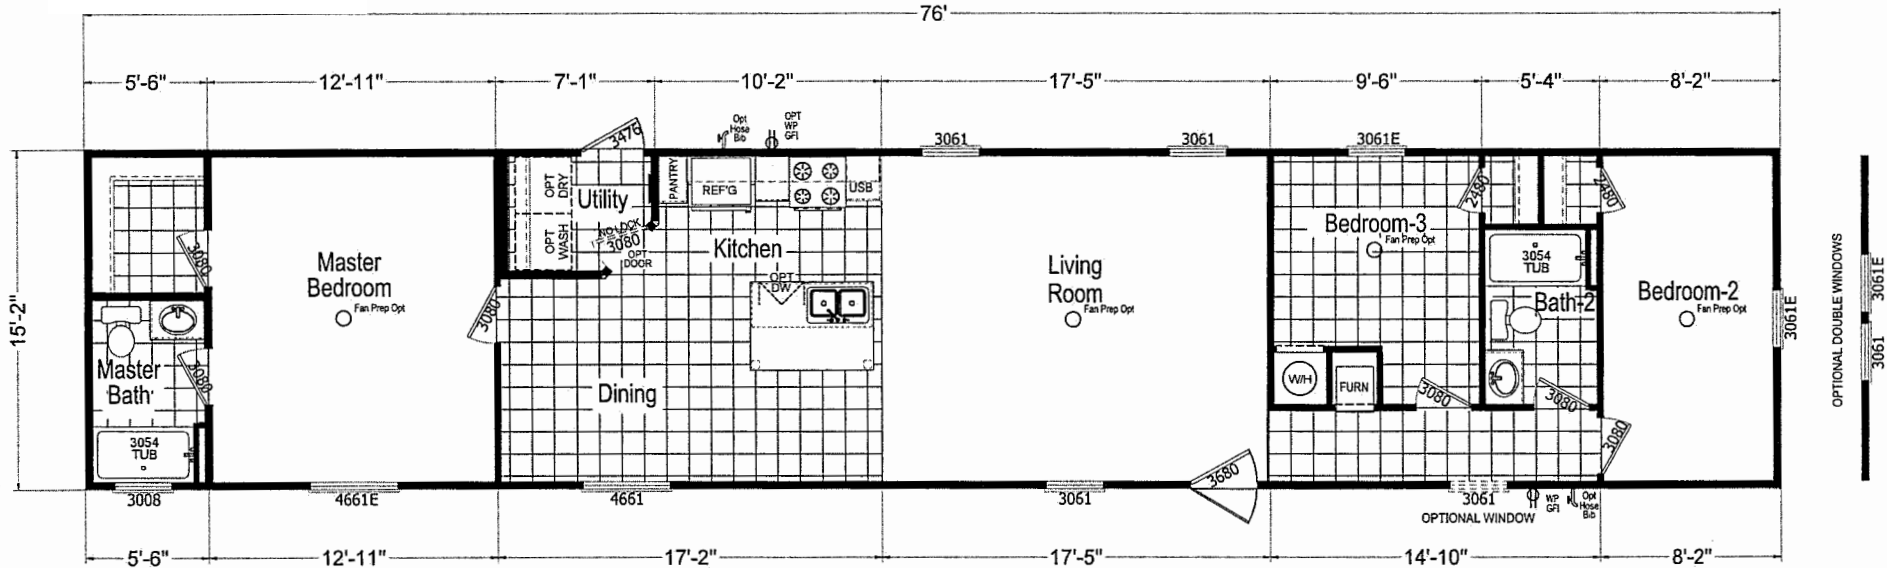 76'
5'-6"
12'-11"
7'-1"
10'-2"
17'-5"
9'-6"
5'-4"
8'-2"
3476
Opt
Hose
Bib
OPT
WP
GFI
3061
3061
3061E
OPT
DRY
OPT
WASH
Utility
NO LOCK
3080
OPT
DOOR
PANTRY
REF'G
USB
Kitchen
OPT
DW
2480
2480
Bedroom-3
Fan Prep Opt
3054
TUB
Bath-2
Bedroom-2
Fan Prep Opt
3061E
OPTIONAL DOUBLE WINDOWS
3061E
3061
15'-2"
3080
Master
Bedroom
Fan Prep Opt
3080
Living
Room
Fan Prep Opt
Master
Bath
3080
Dining
W/H
FURN
3080
3080
3080
3054
TUB
3680
3008
4661E
4661
3061
3061
OPTIONAL WINDOW
WP
GFI
Opt
Hose
Bib
5'-6"
12'-11"
17'-2"
17'-5"
14'-10"
8'-2"